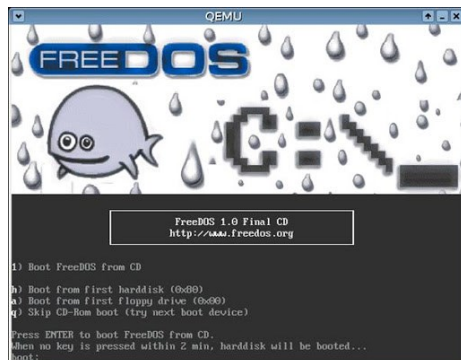 QEMU
FREEDOS
C:\_
FreeDOS 1.0 Final CD
http://www.freedos.org
1) Boot FreeDOS from CD
h) Boot from first harddisk (0x80)
a) Boot from first floppy drive (0x00)
q) Skip CD-Rom boot (try next boot device)
Press ENTER to boot FreeDOS from CD.
When no key is pressed within 2 min, harddisk will be booted...
boot: